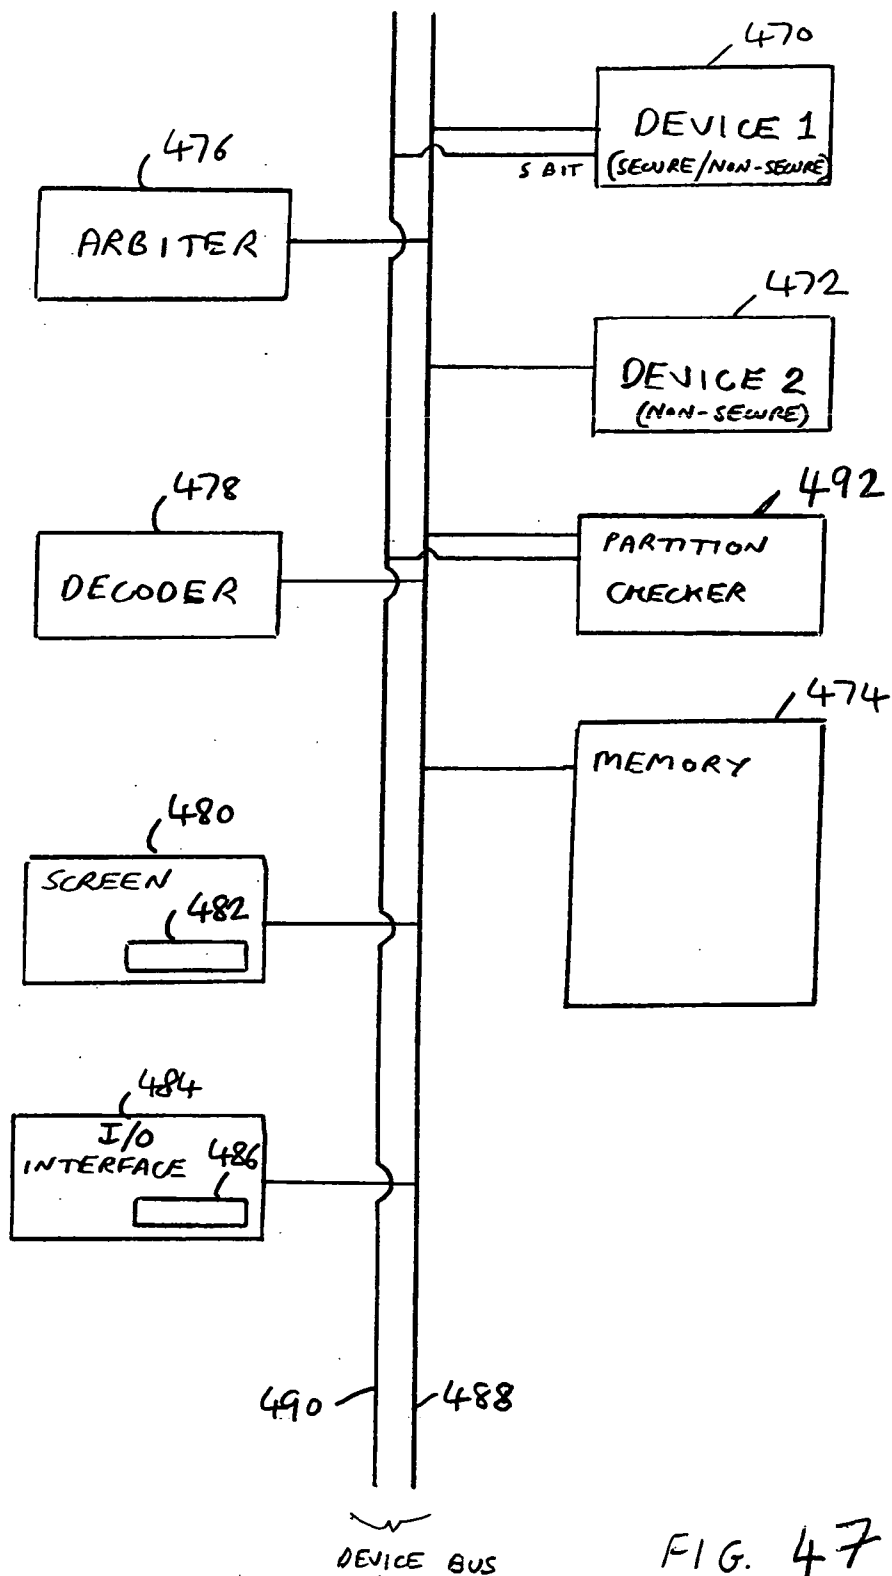 470
DEVICE 1
(SECURE/NON-SECURE)
S BIT
476
ARBITER
472
DEVICE 2
(NON-SECURE)
478
DECODER
492
PARTITION
CHECKER
474
MEMORY
480
SCREEN
482
484
I/O
INTERFACE
486
490
488
DEVICE BUS
FIG. 47